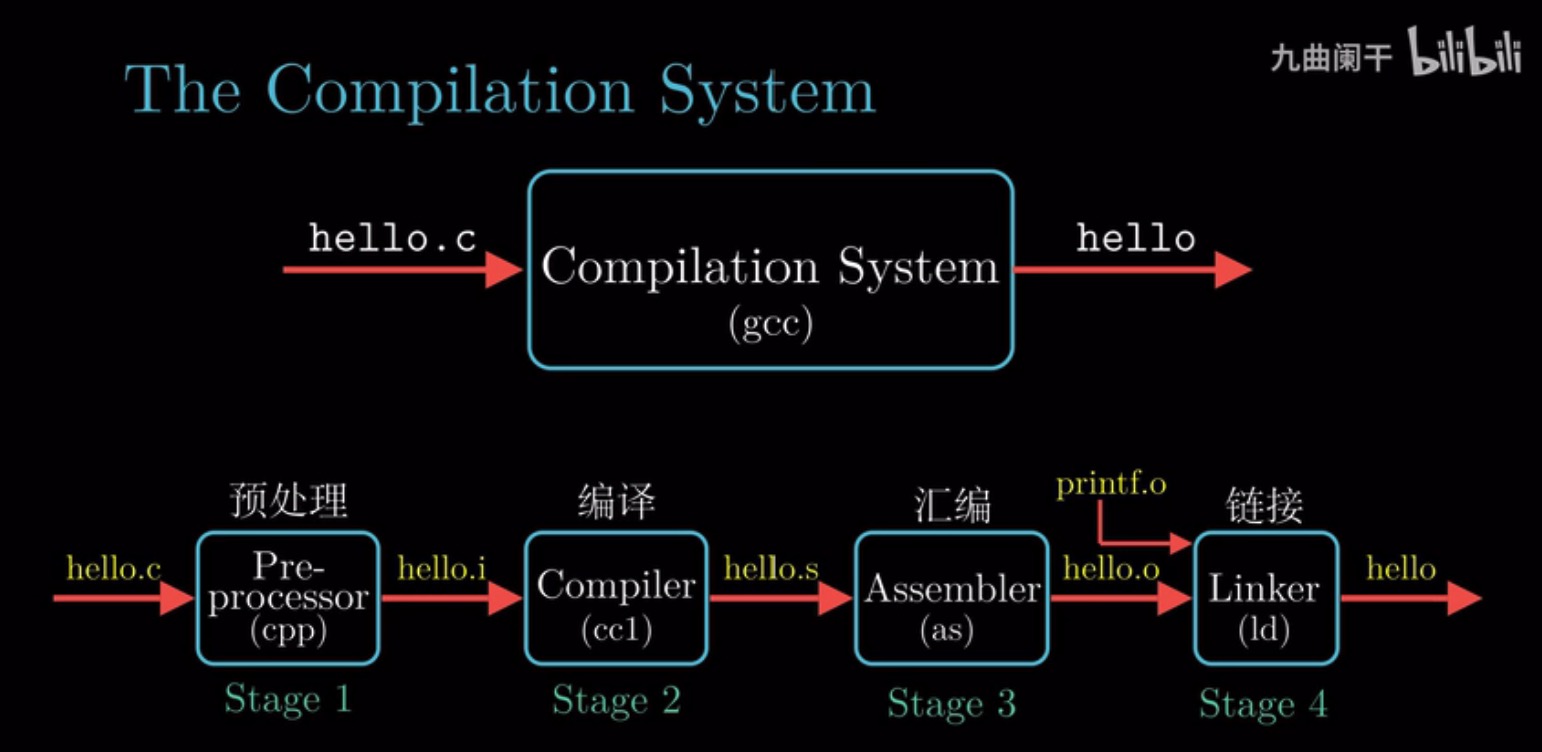 九曲阑干 bilibili
The Compilation System
hello.c
Compilation System
(gcc)
hello
预处理
编译
汇编
printf.o
链接
hello.c
Pre-
processor
(cpp)
hello.i
Compiler
(cc1)
hello.s
Assembler
(as)
hello.o
Linker
(ld)
hello
Stage 1
Stage 2
Stage 3
Stage 4